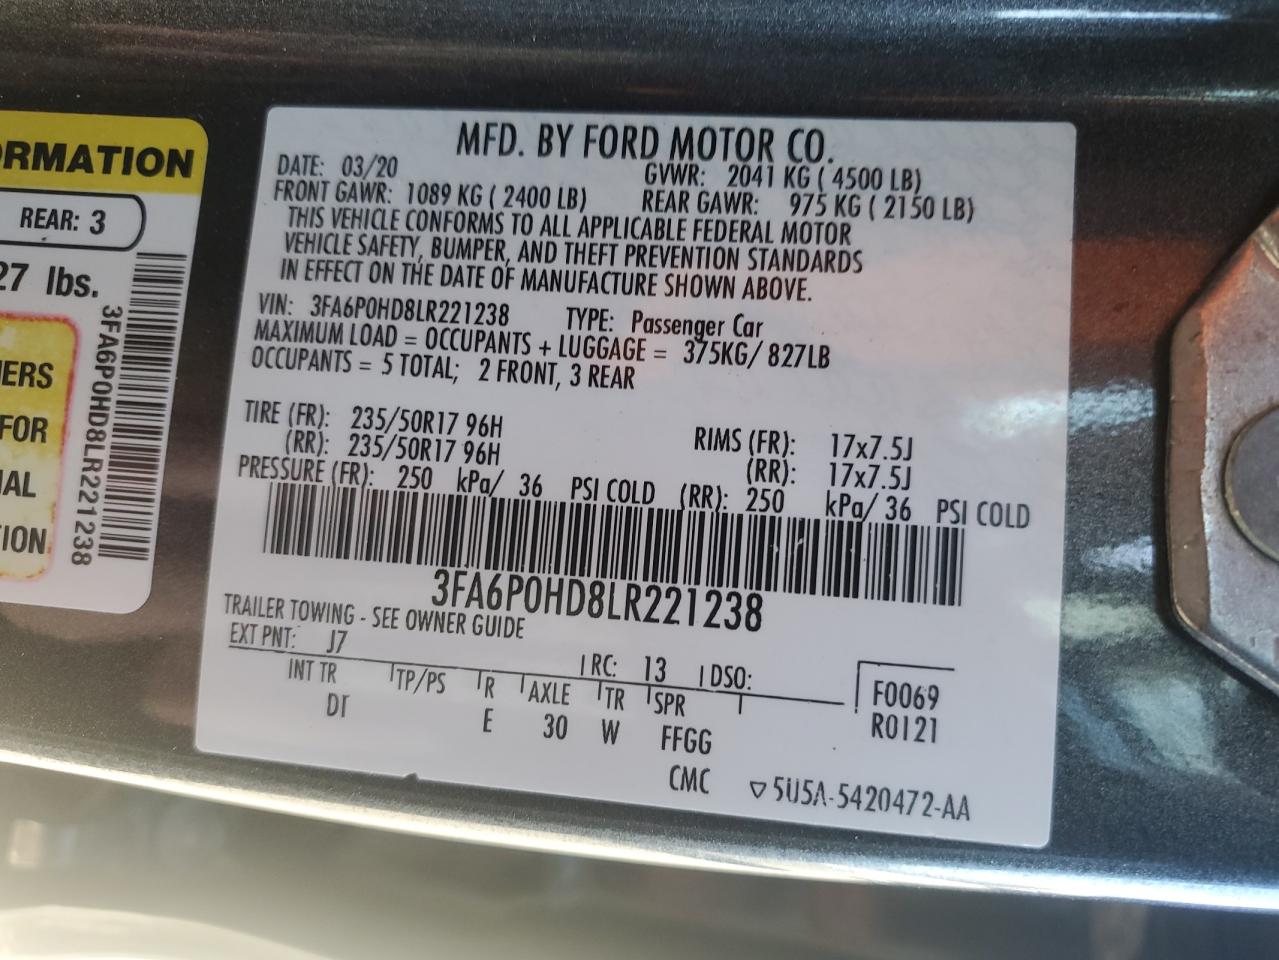 MFD. BY FORD MOTOR CO.
DATE: 03/20 GVWR: 2041 KG ( 4500 LB)
FRONT GAWR: 1089 KG ( 2400 LB) REAR GAWR: 975 KG ( 2150 LB)
THIS VEHICLE CONFORMS TO ALL APPLICABLE FEDERAL MOTOR
VEHICLE SAFETY, BUMPER, AND THEFT PREVENTION STANDARDS
IN EFFECT ON THE DATE OF MANUFACTURE SHOWN ABOVE.
VIN: 3FA6P0HD8LR221238 TYPE: Passenger Car
MAXIMUM LOAD = OCCUPANTS + LUGGAGE = 375KG/ 827LB
OCCUPANTS = 5 TOTAL; 2 FRONT, 3 REAR
TIRE (FR): 235/50R17 96H RIMS (FR): 17x7.5J
(RR): 235/50R17 96H (RR): 17x7.5J
PRESSURE (FR): 250 kPa/ 36 PSI COLD (RR): 250 kPa/ 36 PSI COLD
3FA6P0HD8LR221238
TRAILER TOWING - SEE OWNER GUIDE
EXT PNT: J7 RC: 13 DSO:
INT TR TP/PS R AXLE TR SPR F0069
DT E 30 W FFGG R0121
CMC 5U5A-5420472-AA
ORMATION
REAR: 3
27 lbs.
3FA6P0HD8LR221238
ERS
FOR
IAL
ION